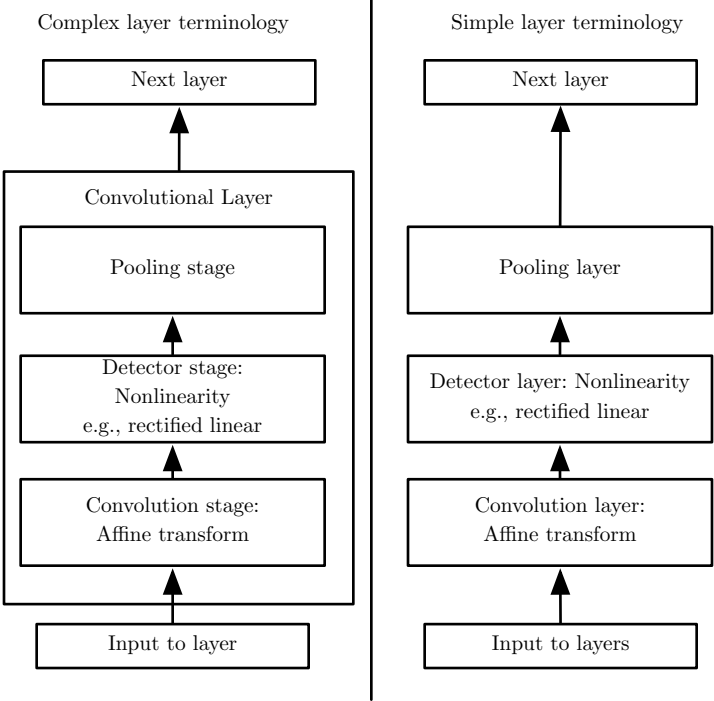 Complex layer terminology
Next layer
Convolutional Layer
Pooling stage
Detector stage:
Nonlinearity
e.g., rectified linear
Convolution stage:
Affine transform
Input to layer
Simple layer terminology
Next layer
Pooling layer
Detector layer: Nonlinearity
e.g., rectified linear
Convolution layer:
Affine transform
Input to layers